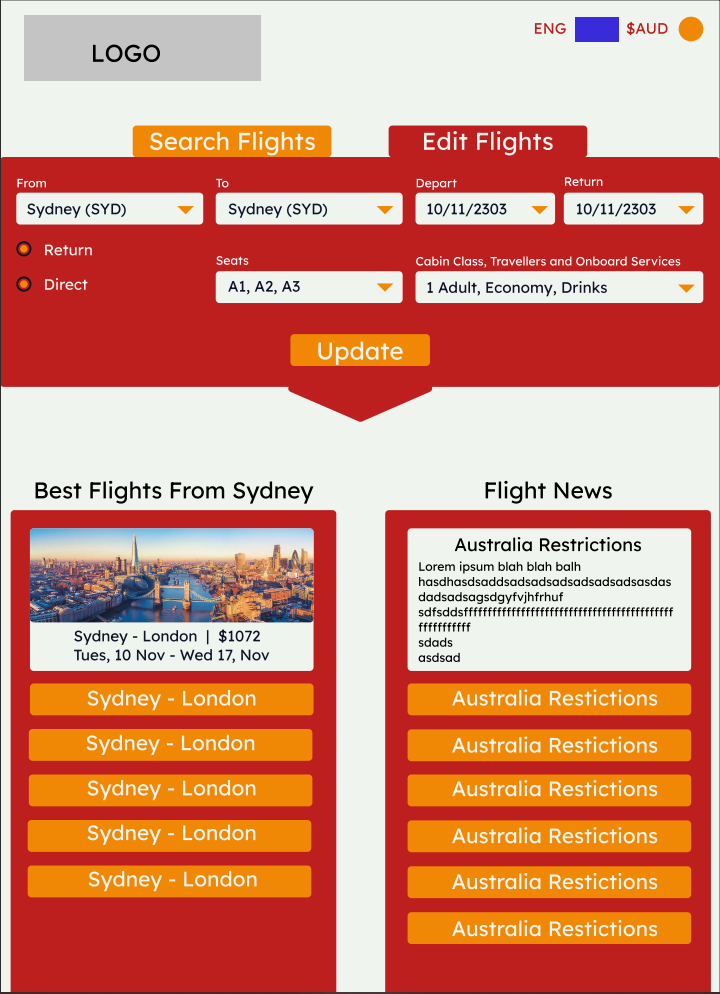 LOGO
ENG
$AUD
Search Flights
Edit Flights
From
To
Depart
Return
Sydney (SYD)
Sydney (SYD)
10/11/2303
10/11/2303
Return
Direct
Seats
Cabin Class, Travellers and Onboard Services
A1, A2, A3
1 Adult, Economy, Drinks
Update
Best Flights From Sydney
Sydney - London | $1072
Tues, 10 Nov - Wed 17, Nov
Sydney - London
Sydney - London
Sydney - London
Sydney - London
Sydney - London
Flight News
Australia Restrictions
Lorem ipsum blah blah balh
hasdhasdsaddsadsadsadsadsadsadsadsasdas
dadsadsagsdgyfvjhfrhuf
sdfsddsfffffffffffffffffffffffffffffffffffffffffff
fffffffffff
sdads
asdsad
Australia Restictions
Australia Restictions
Australia Restictions
Australia Restictions
Australia Restictions
Australia Restictions